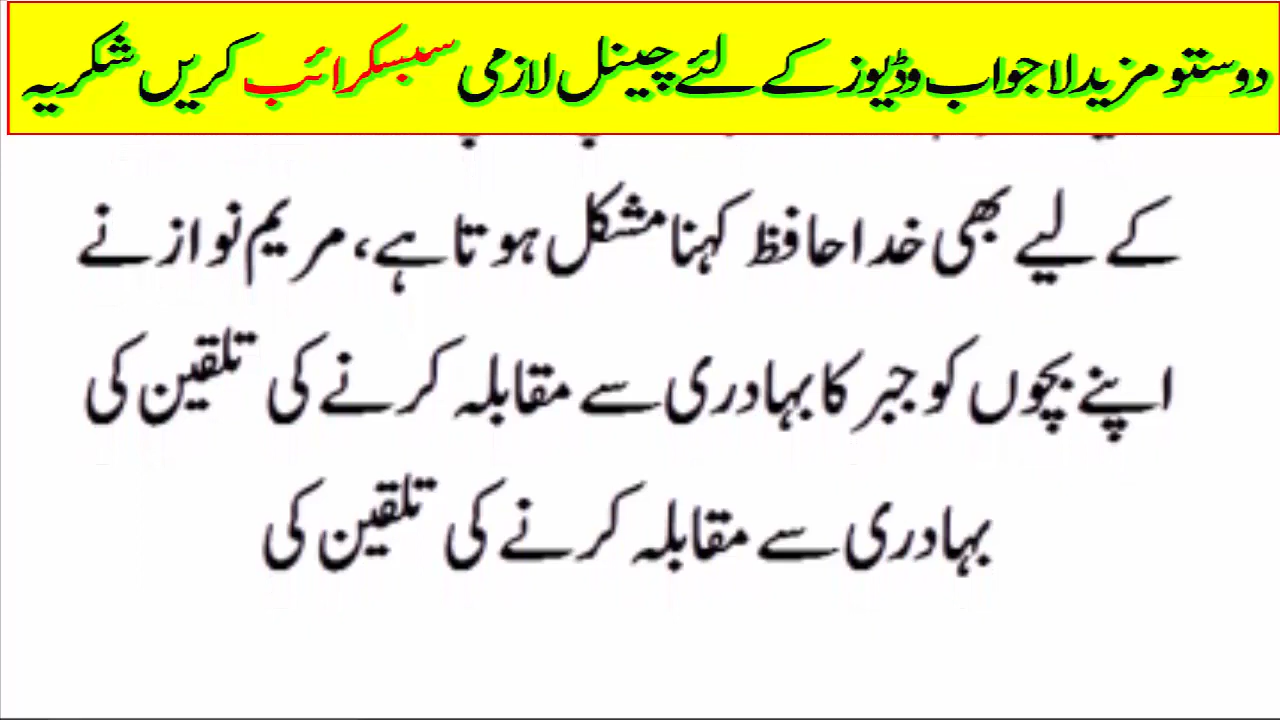 دوستو مزید لاجواب وڈیوز کے لئے چینل لازمی سبسکرائب کریں شکریہ
کے لیے بھی خدا حافظ کہنا مشکل ہوتا ہے، مریم نواز نے
اپنے بچوں کو جبر کا بہادری سے مقابلہ کرنے کی تلقین کی
بہادری سے مقابلہ کرنے کی تلقین کی